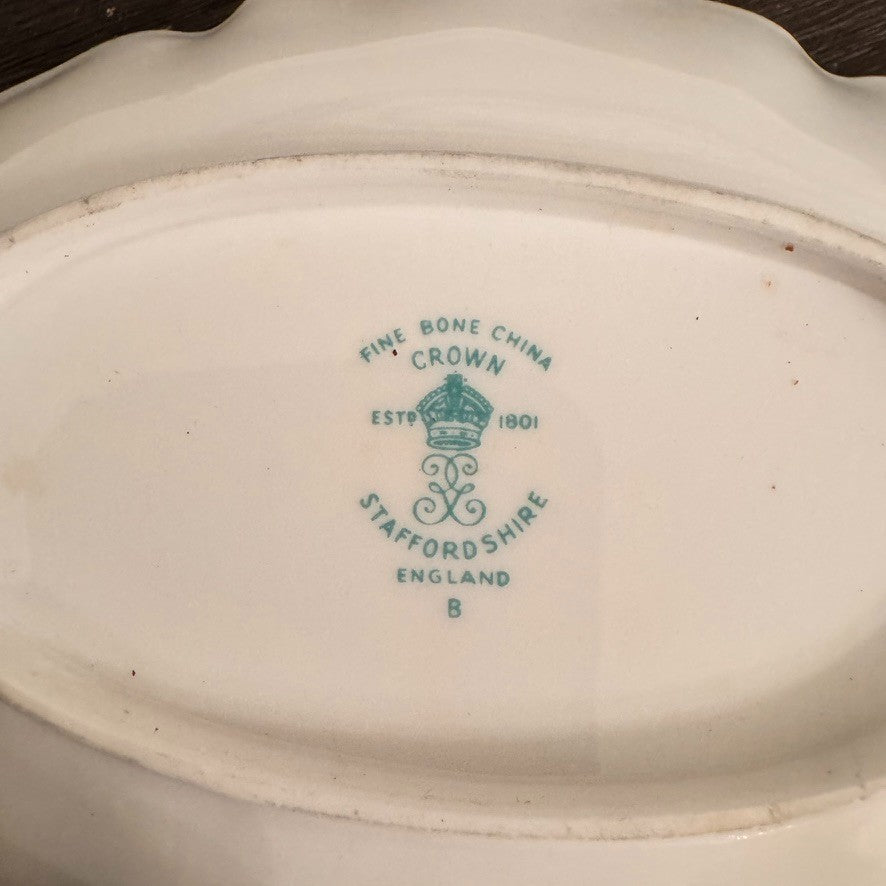 FINE BONE CHINA
CROWN
ESTD 1801
STAFFORDSHIRE
ENGLAND
B